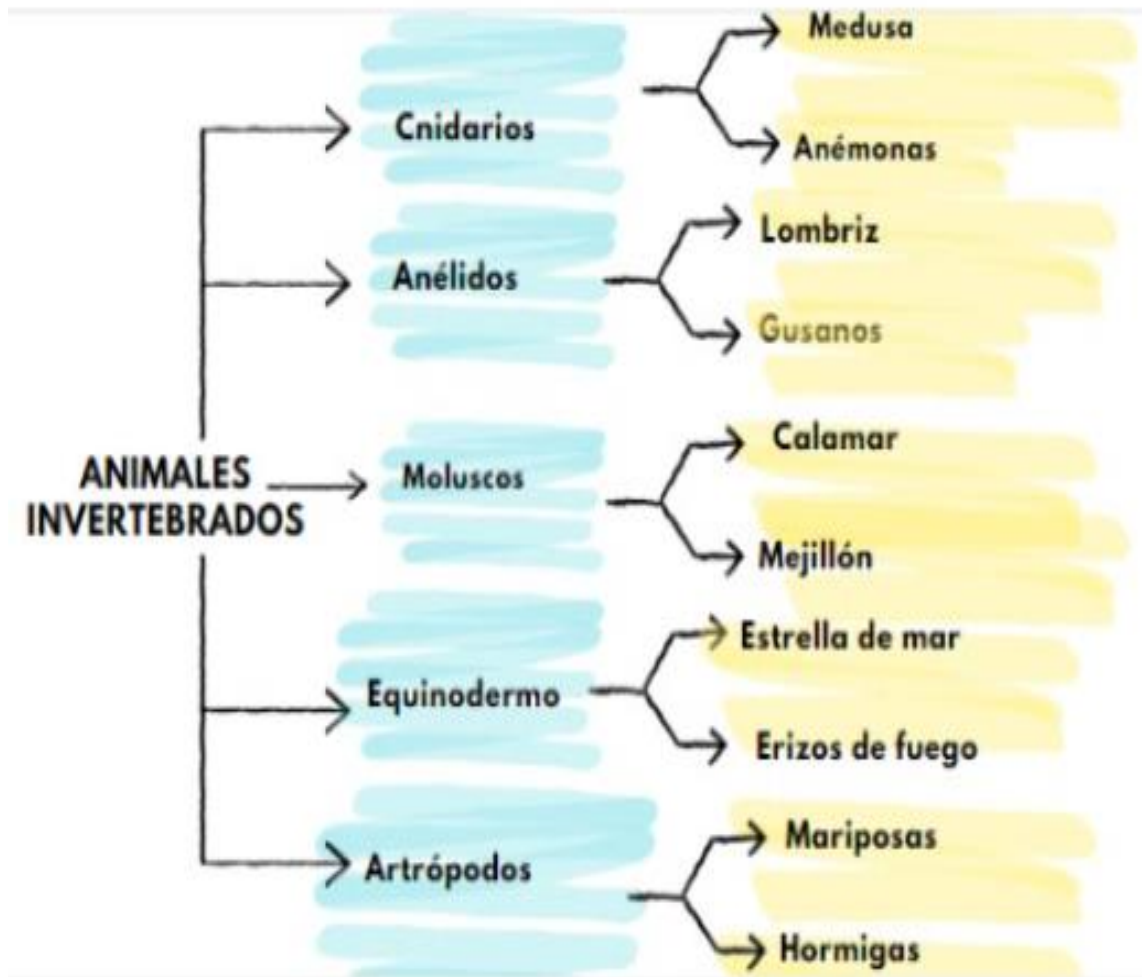 Medusa
Cnidarios
Anémonas
Lombriz
Anélidos
Gusanos
ANIMALES
INVERTEBRADOS
Moluscos
Calamar
Mejillón
Estrella de mar
Equinodermo
Erizos de fuego
Mariposas
Artrópodos
Hormigas